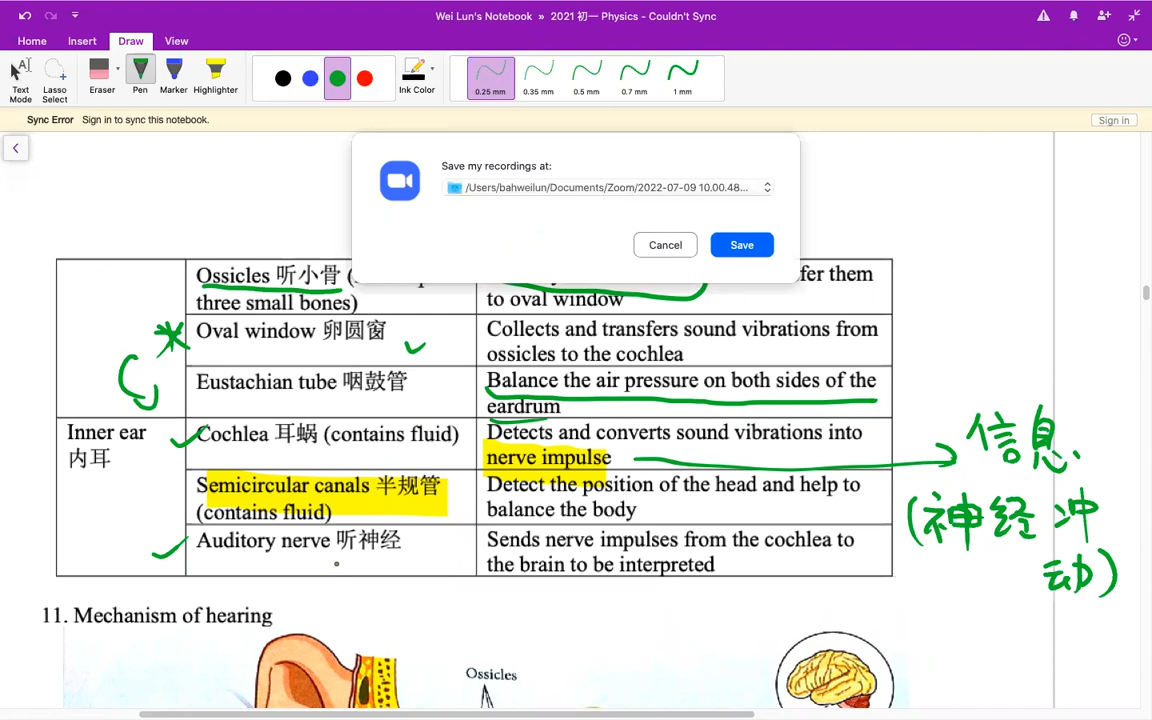 Wei Lun's Notebook » 2021 初一 Physics - Couldn't Sync
Home Insert Draw View
Text Mode
Lasso Select
Eraser
Pen
Marker
Highlighter
Ink Color
0.25 mm
0.35 mm
0.5 mm
0.7 mm
1 mm
Sync Error Sign in to sync this notebook.
Sign in
Save my recordings at:
/Users/bahweilun/Documents/Zoom/2022-07-09 10.00.48...
Cancel
Save
Ossicles 听小骨 (
three small bones)
fer them
to oval window
Oval window 卵圆窗
Collects and transfers sound vibrations from
ossicles to the cochlea
Eustachian tube 咽鼓管
Balance the air pressure on both sides of the
eardrum
Inner ear
内耳
Cochlea 耳蜗 (contains fluid)
Detects and converts sound vibrations into
nerve impulse
信息.
(神经冲
动)
Semicircular canals 半规管
(contains fluid)
Detect the position of the head and help to
balance the body
Auditory nerve 听神经
Sends nerve impulses from the cochlea to
the brain to be interpreted
11. Mechanism of hearing
Ossicles